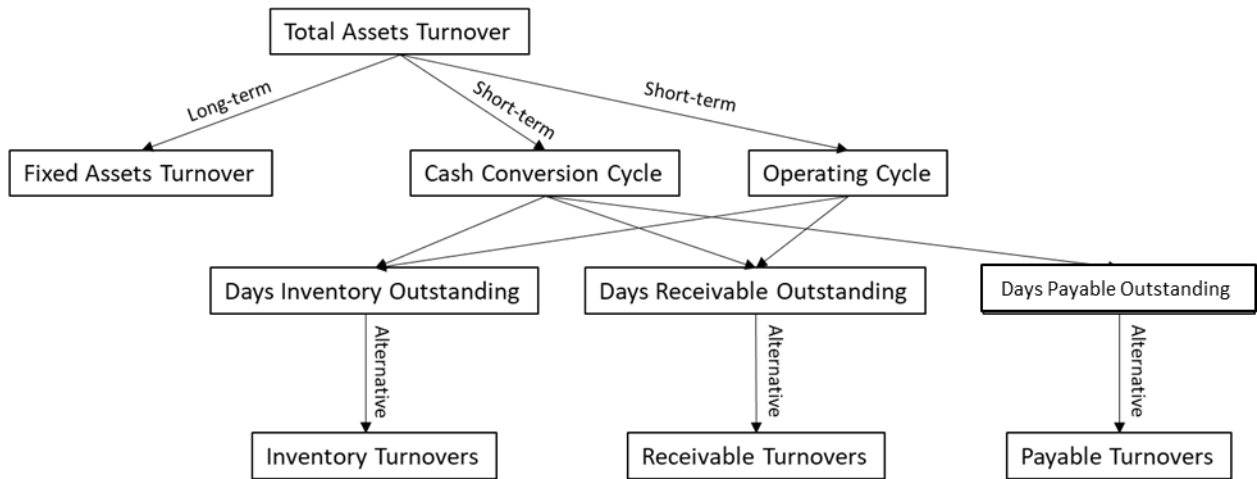 Total Assets Turnover
Long-term
Short-term
Short-term
Fixed Assets Turnover
Cash Conversion Cycle
Operating Cycle
Days Inventory Outstanding
Days Receivable Outstanding
Days Payable Outstanding
Alternative
Alternative
Alternative
Inventory Turnovers
Receivable Turnovers
Payable Turnovers